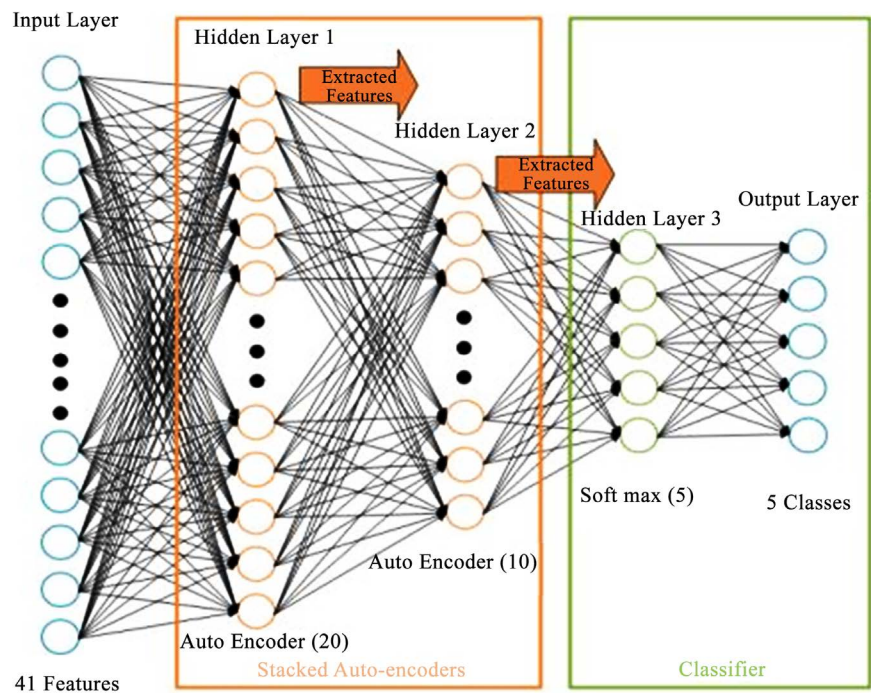 Input Layer
Hidden Layer 1
Extracted
Features
Hidden Layer 2
Extracted
Features
Hidden Layer 3
Output Layer
Soft max (5)
5 Classes
Auto Encoder (10)
Auto Encoder (20)
41 Features
Stacked Auto-encoders
Classifier